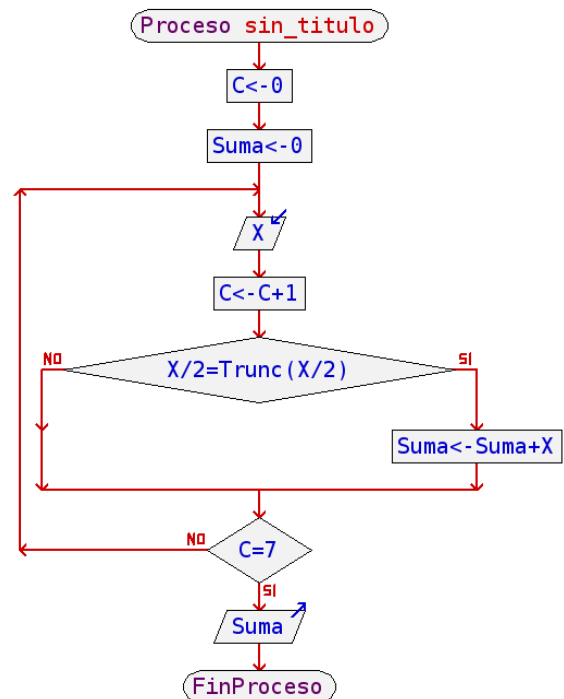 Proceso sin_titulo
C<-0
Suma<-0
X
C<-C+1
NO
X/2=Trunc(X/2)
SI
Suma<-Suma+X
NO
C=7
SI
Suma
FinProceso